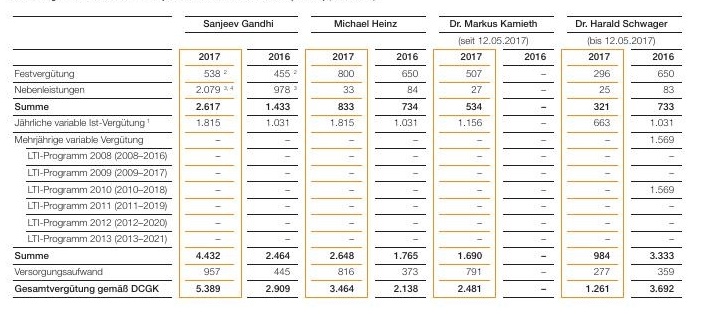 Sanjeev Gandhi Michael Heinz Dr. Markus Kamieth Dr. Harald Schwager
(seit 12.05.2017) (bis 12.05.2017)
2017 2016 2017 2016 2017 2016 2017 2016
Festvergütung 538 2 455 2 800 650 507 – 296 650
Nebenleistungen 2.079 3, 4 978 3 33 84 27 – 25 83
Summe 2.617 1.433 833 734 534 – 321 733
Jährliche variable Ist-Vergütung 1 1.815 1.031 1.815 1.031 1.156 – 663 1.031
Mehrjährige variable Vergütung – – – – – – – 1.569
LTI-Programm 2008 (2008–2016) – – – – – – – –
LTI-Programm 2009 (2009–2017) – – – – – – – –
LTI-Programm 2010 (2010–2018) – – – – – – – 1.569
LTI-Programm 2011 (2011–2019) – – – – – – – –
LTI-Programm 2012 (2012–2020) – – – – – – – –
LTI-Programm 2013 (2013–2021) – – – – – – – –
Summe 4.432 2.464 2.648 1.765 1.690 – 984 3.333
Versorgungsaufwand 957 445 816 373 791 – 277 359
Gesamtvergütung gemäß DCGK 5.389 2.909 3.464 2.138 2.481 – 1.261 3.692